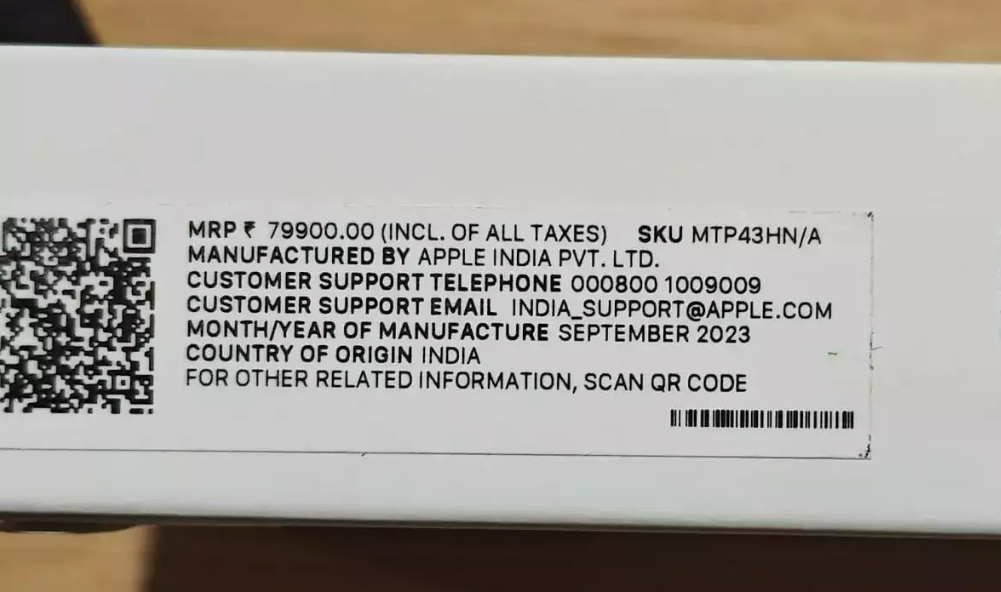 MRP ₹ 79900.00 (INCL. OF ALL TAXES) SKU MTP43HN/A
MANUFACTURED BY APPLE INDIA PVT. LTD.
CUSTOMER SUPPORT TELEPHONE 000800 1009009
CUSTOMER SUPPORT EMAIL INDIA_SUPPORT@APPLE.COM
MONTH/YEAR OF MANUFACTURE SEPTEMBER 2023
COUNTRY OF ORIGIN INDIA
FOR OTHER RELATED INFORMATION, SCAN QR CODE